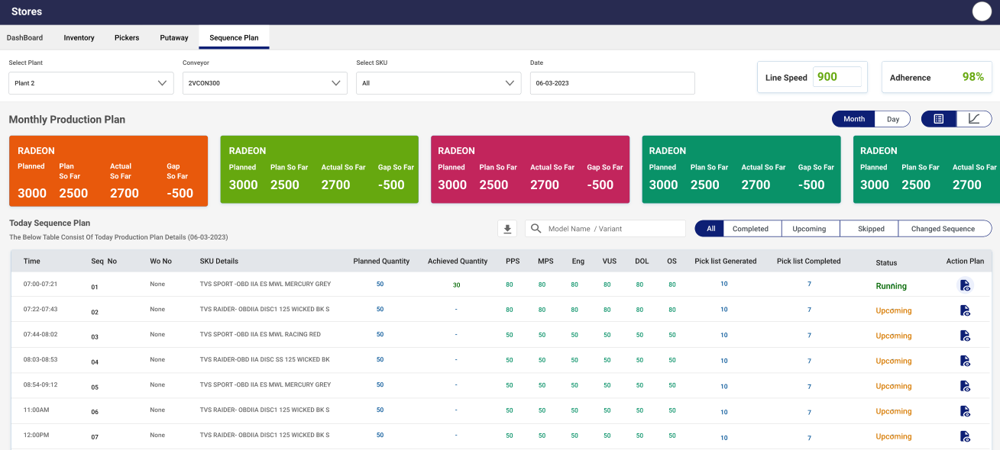 Stores
DashBoard Inventory Pickers Putaway Sequence Plan
Select Plant Conveyor Select SKU Date
Plant 2 2VCON300 All 06-03-2023 Line Speed 900 Adherence 98%
Monthly Production Plan Month Day
RADEON RADEON RADEON RADEON RADEON
Planned Plan So Far Actual So Far Gap So Far Planned Plan So Far Actual So Far Gap So Far Planned Plan So Far Actual So Far Gap So Far Planned Plan So Far Actual So Far Gap So Far Planned Plan So Far Actual So Far
3000 2500 2700 -500 3000 2500 2700 -500 3000 2500 2700 -500 3000 2500 2700 -500 3000 2500 2700
Today Sequence Plan
The Below Table Consist Of Today Production Plan Details (06-03-2023)
Model Name / Variant All Completed Upcoming Skipped Changed Sequence
Time Seq No Wo No SKU Details Planned Quantity Achieved Quantity PPS MPS Eng VUS DOL OS Pick list Generated Pick list Completed Status Action Plan
07:00-07:21 01 None TVS SPORT -OBD IIA ES MWL MERCURY GREY 50 30 80 80 80 80 80 80 10 7 Running
07:22-07:43 02 None TVS RAIDER- OBDIIA DISC1 125 WICKED BK S 50 - 80 80 80 80 80 80 10 7 Upcoming
07:44-08:02 03 None TVS SPORT -OBD IIA ES MWL RACING RED 50 - 50 50 50 50 50 50 10 7 Upcoming
08:03-08:53 04 None TVS RAIDER-OBD IIA DISC SS 125 WICKED BK 50 - 50 50 50 50 50 50 10 7 Upcoming
08:54-09:12 05 None TVS SPORT -OBD IIA ES MWL MERCURY GREY 50 - 50 50 50 50 50 50 10 7 Upcoming
11:00AM 06 None TVS RAIDER- OBDIIA DISC1 125 WICKED BK S 50 - 50 50 50 50 50 50 10 7 Upcoming
12:00PM 07 None TVS RAIDER- OBDIIA DISC1 125 WICKED BK S 50 - 50 50 50 50 50 50 10 7 Upcoming